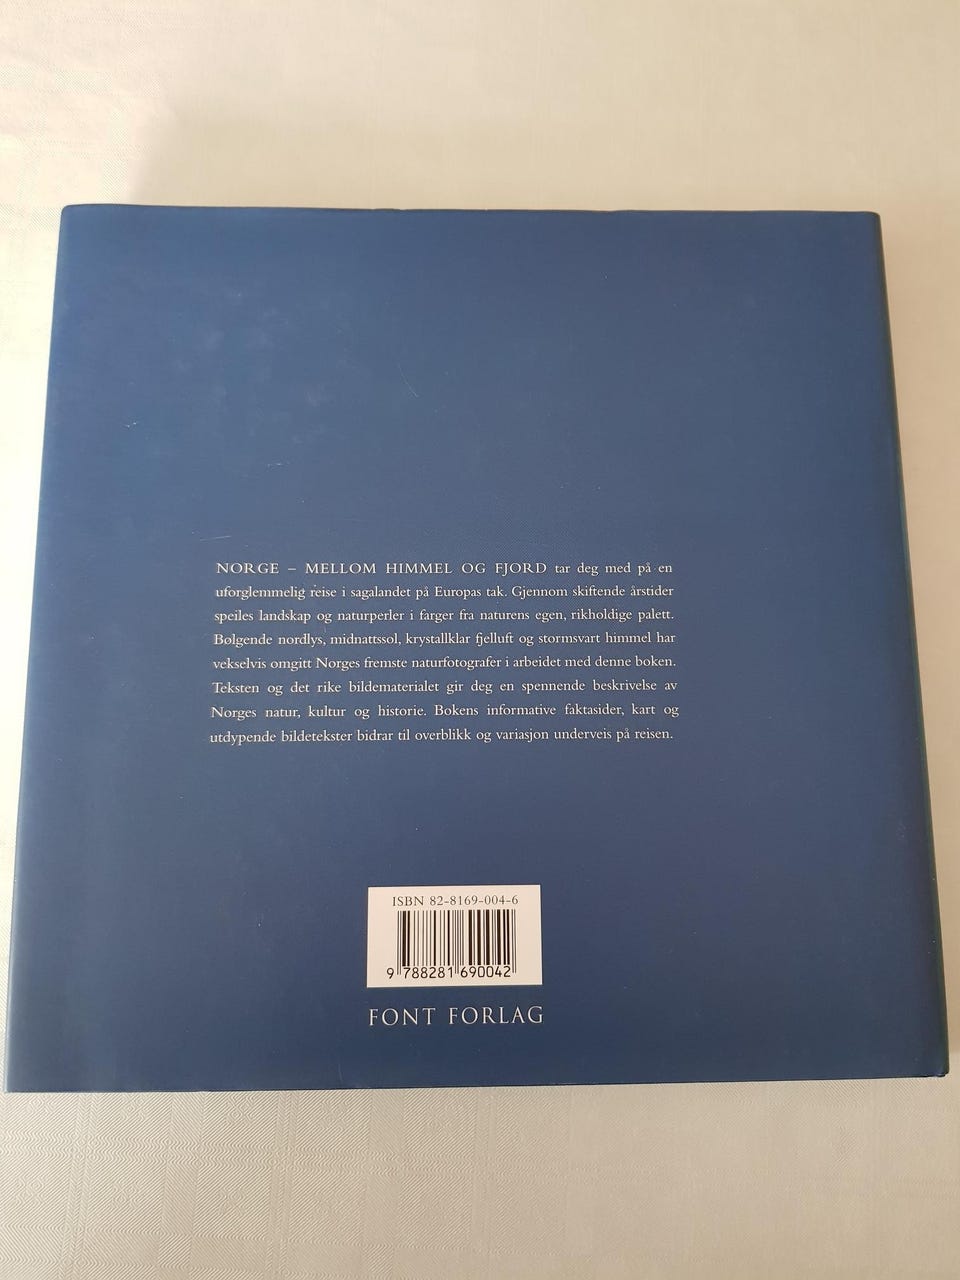 NORGE – MELLOM HIMMEL OG FJORD tar deg med på en
uforglemmelig reise i sagalandet på Europas tak. Gjennom skiftende årstider
speiles landskap og naturperler i farger fra naturens egen, rikholdige palett.
Bølgende nordlys, midnattssol, krystallklar fjelluft og stormsvart himmel har
vekselvis omgitt Norges fremste naturfotografer i arbeidet med denne boken.
Teksten og det rike bildematerialet gir deg en spennende beskrivelse av
Norges natur, kultur og historie. Bokens informative faktasider, kart og
utdypende bildetekster bidrar til overblikk og variasjon underveis på reisen.
ISBN 82-8169-004-6
9 788281 690042
FONT FORLAG